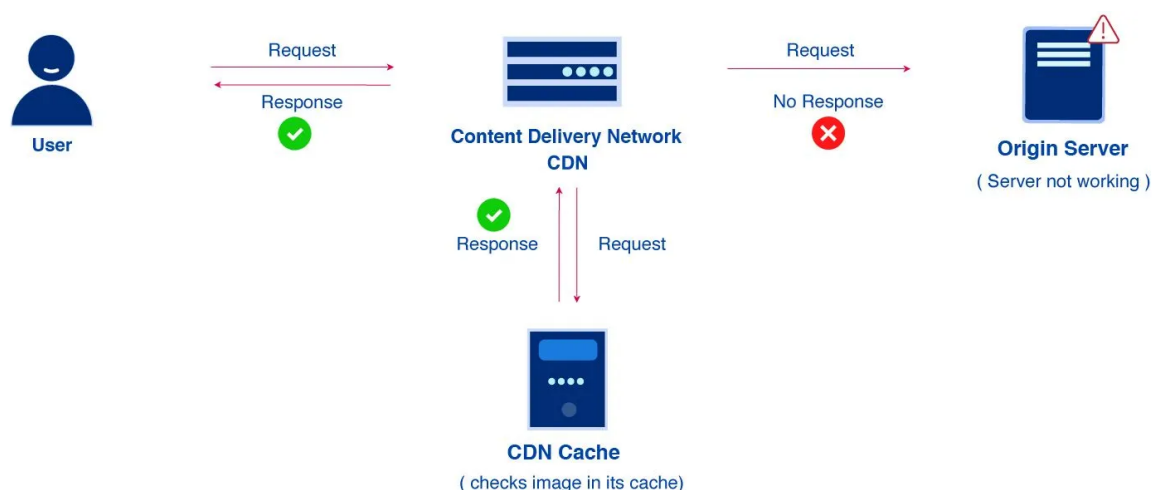 Request
Response
User
Content Delivery Network
CDN
Request
No Response
Origin Server
( Server not working )
Response
Request
CDN Cache
( checks image in its cache)